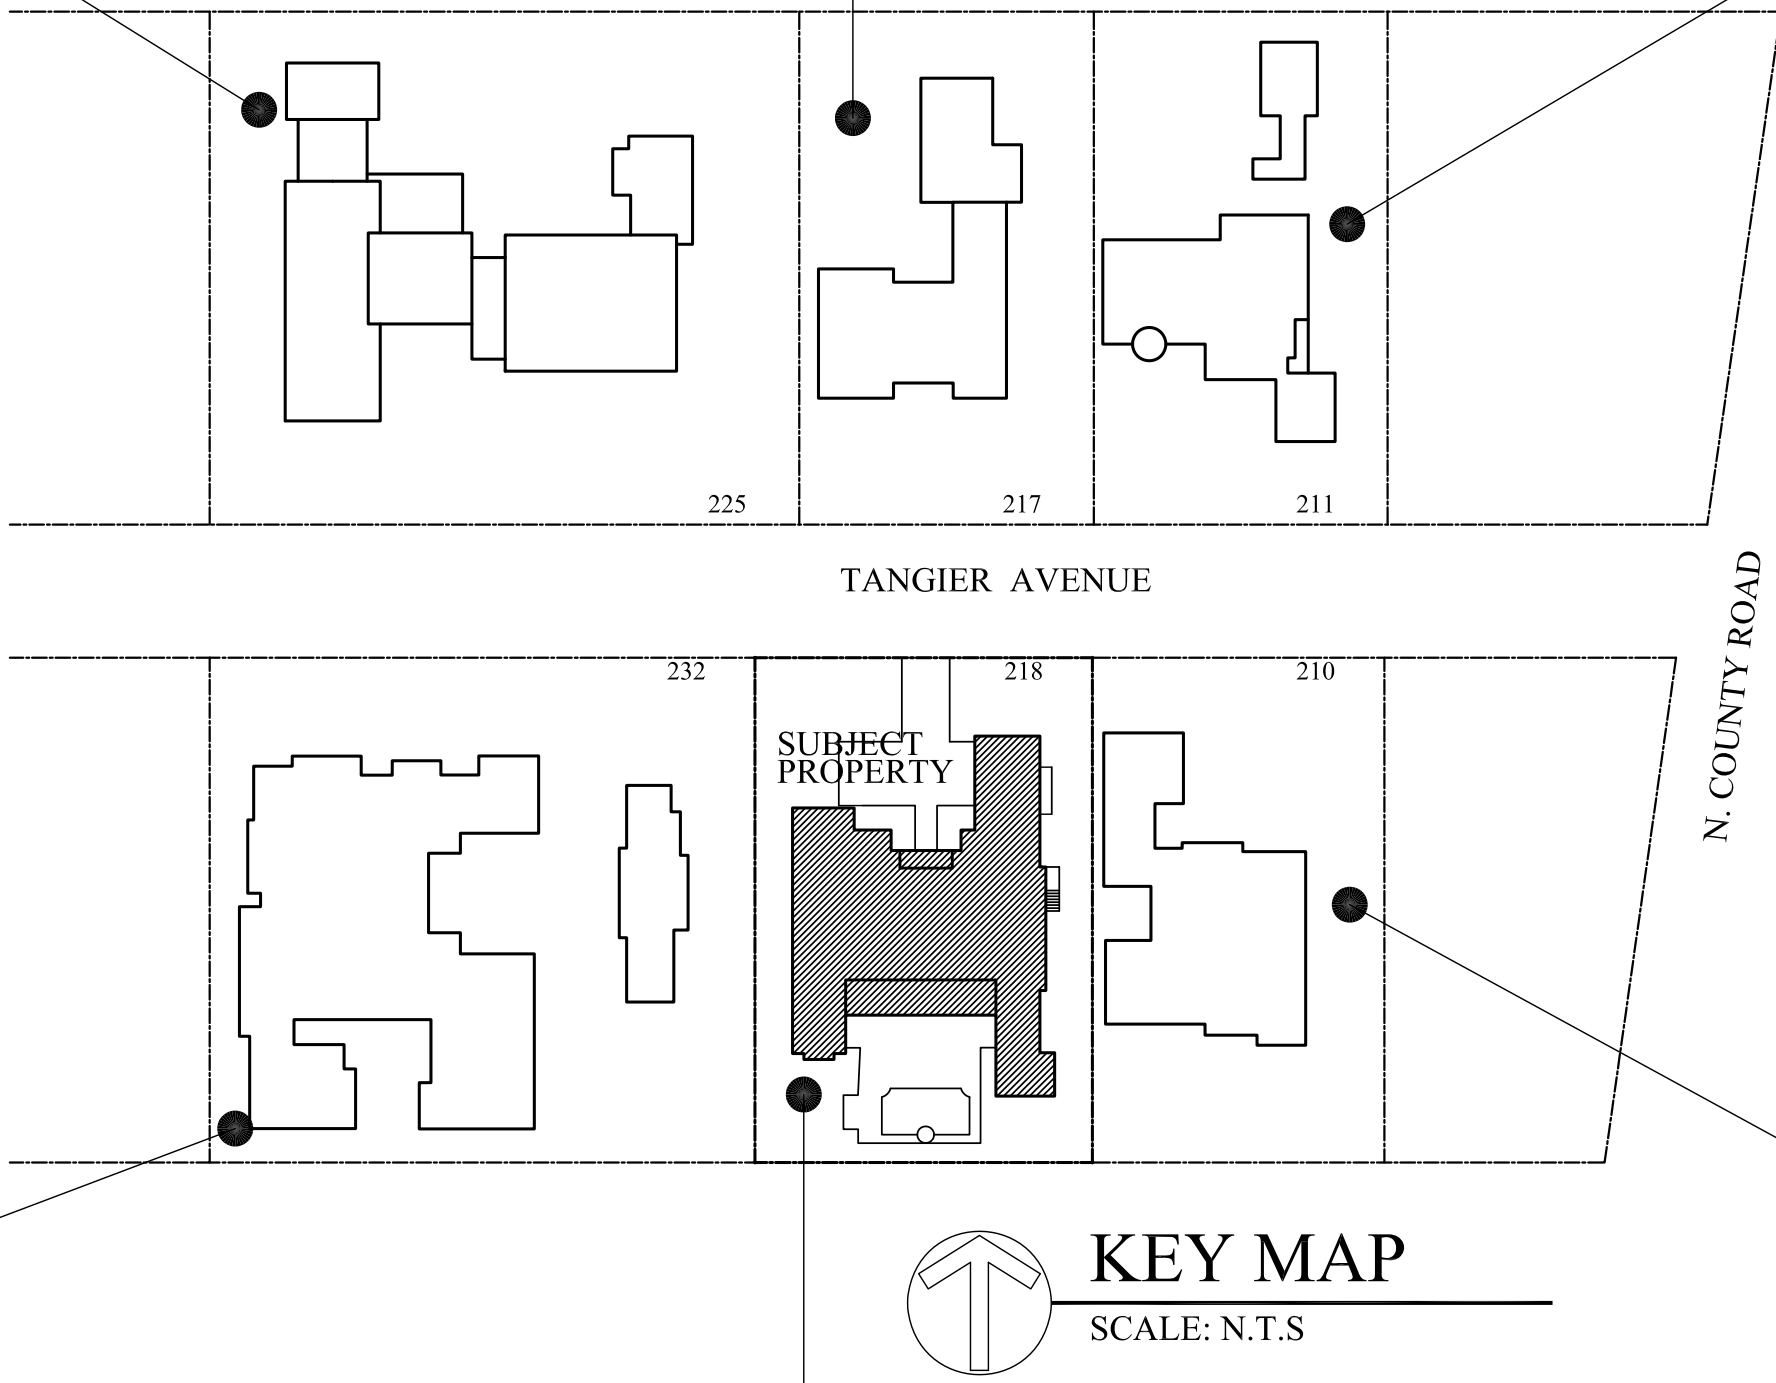 225
217
211
TANGIER AVENUE
N. COUNTY ROAD
232
218
210
SUBJECT
PROPERTY
KEY MAP
SCALE: N.T.S